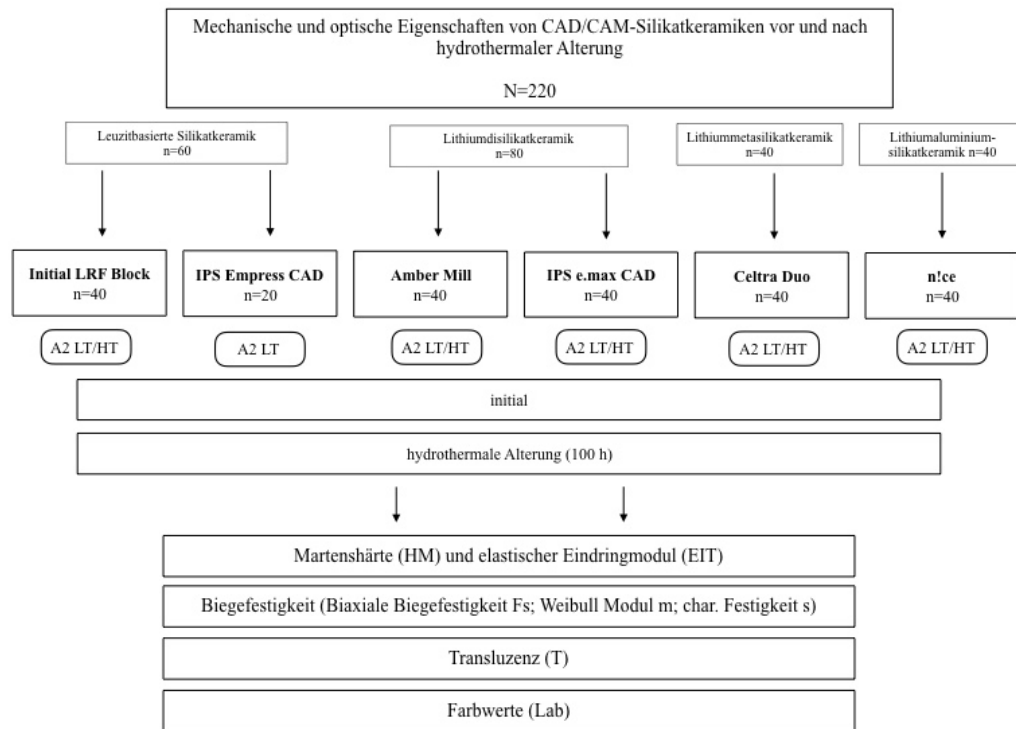 Mechanische und optische Eigenschaften von CAD/CAM-Silikatkeramiken vor und nach
hydrothermaler Alterung
N=220
Leuzitbasierte Silikatkeramik
n=60
Lithiumdisilikatkeramik
n=80
Lithiummetasilikatkeramik
n=40
Lithiumaluminium-
silikatkeramik n=40
Initial LRF Block
n=40
IPS Empress CAD
n=20
Amber Mill
n=40
IPS e.max CAD
n=40
Celtra Duo
n=40
n!ce
n=40
A2 LT/HT
A2 LT
A2 LT/HT
A2 LT/HT
A2 LT/HT
A2 LT/HT
initial
hydrothermale Alterung (100 h)
Martenshärte (HM) und elastischer Eindringmodul (EIT)
Biegefestigkeit (Biaxiale Biegefestigkeit Fs; Weibull Modul m; char. Festigkeit s)
Transluzenz (T)
Farbwerte (Lab)